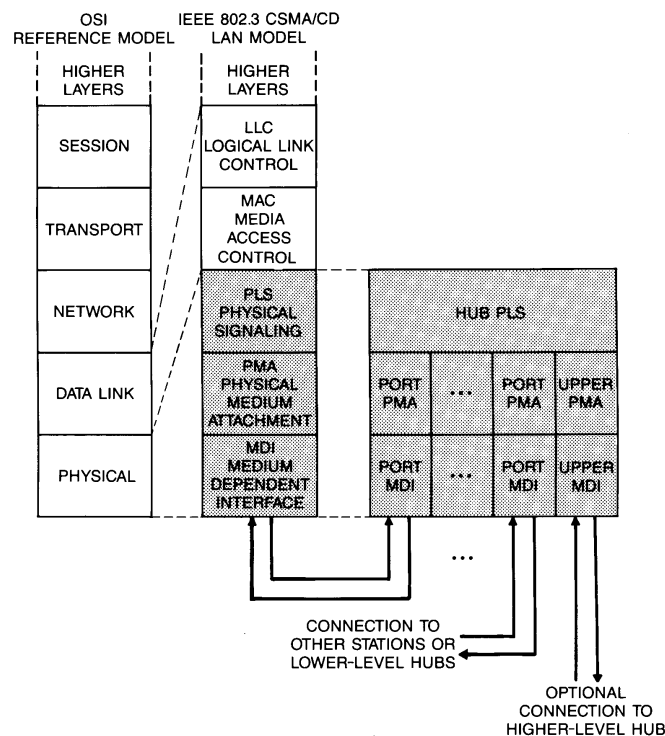 OSI
REFERENCE MODEL
IEEE 802.3 CSMA/CD
LAN MODEL
HIGHER
LAYERS
SESSION
TRANSPORT
NETWORK
DATA LINK
PHYSICAL
HIGHER
LAYERS
LLC
LOGICAL LINK
CONTROL
MAC
MEDIA
ACCESS
CONTROL
PLS
PHYSICAL
SIGNALING
PMA
PHYSICAL
MEDIUM
ATTACHMENT
MDI
MEDIUM
DEPENDENT
INTERFACE
HUB PLS
PORT
PMA
...
PORT
PMA
UPPER
PMA
PORT
MDI
...
PORT
MDI
UPPER
MDI
...
CONNECTION TO
OTHER STATIONS OR
LOWER-LEVEL HUBS
OPTIONAL
CONNECTION TO
HIGHER-LEVEL HUB